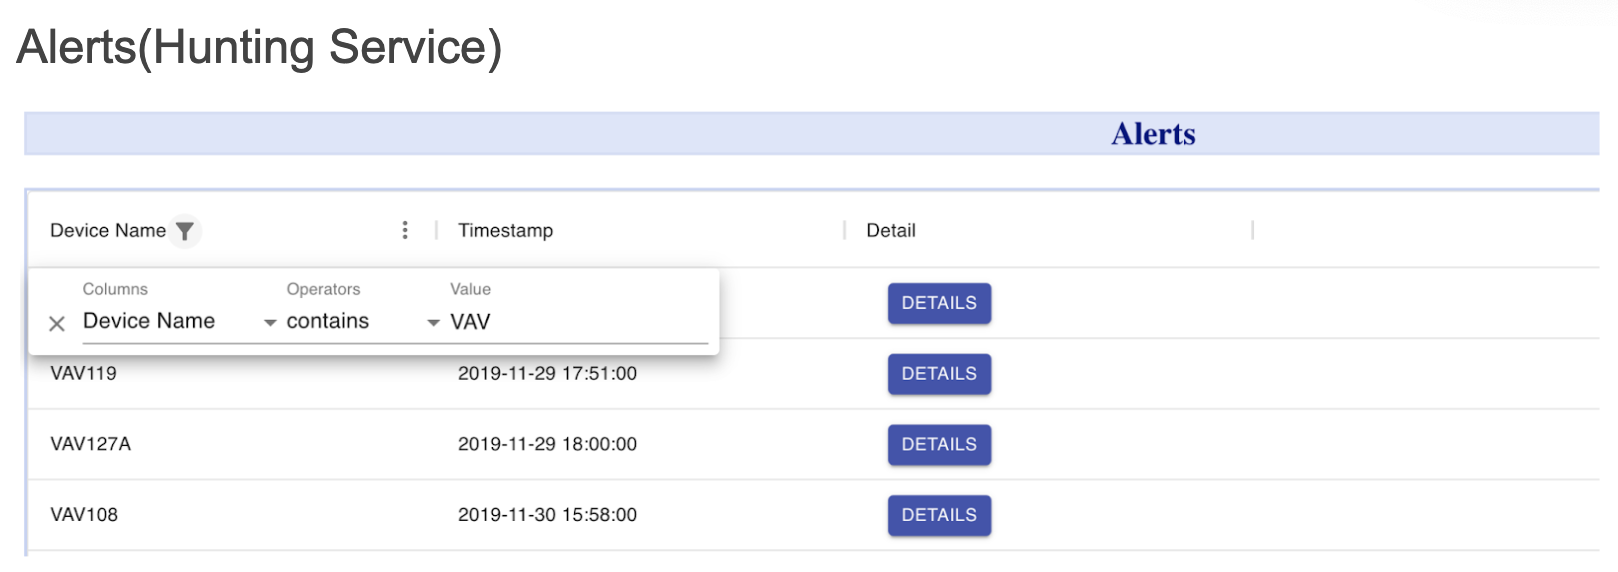 Alerts(Hunting Service)
Alerts
Device Name Timestamp Detail
Columns Operators Value
Device Name contains VAV
DETAILS
VAV119 2019-11-29 17:51:00 DETAILS
VAV127A 2019-11-29 18:00:00 DETAILS
VAV108 2019-11-30 15:58:00 DETAILS